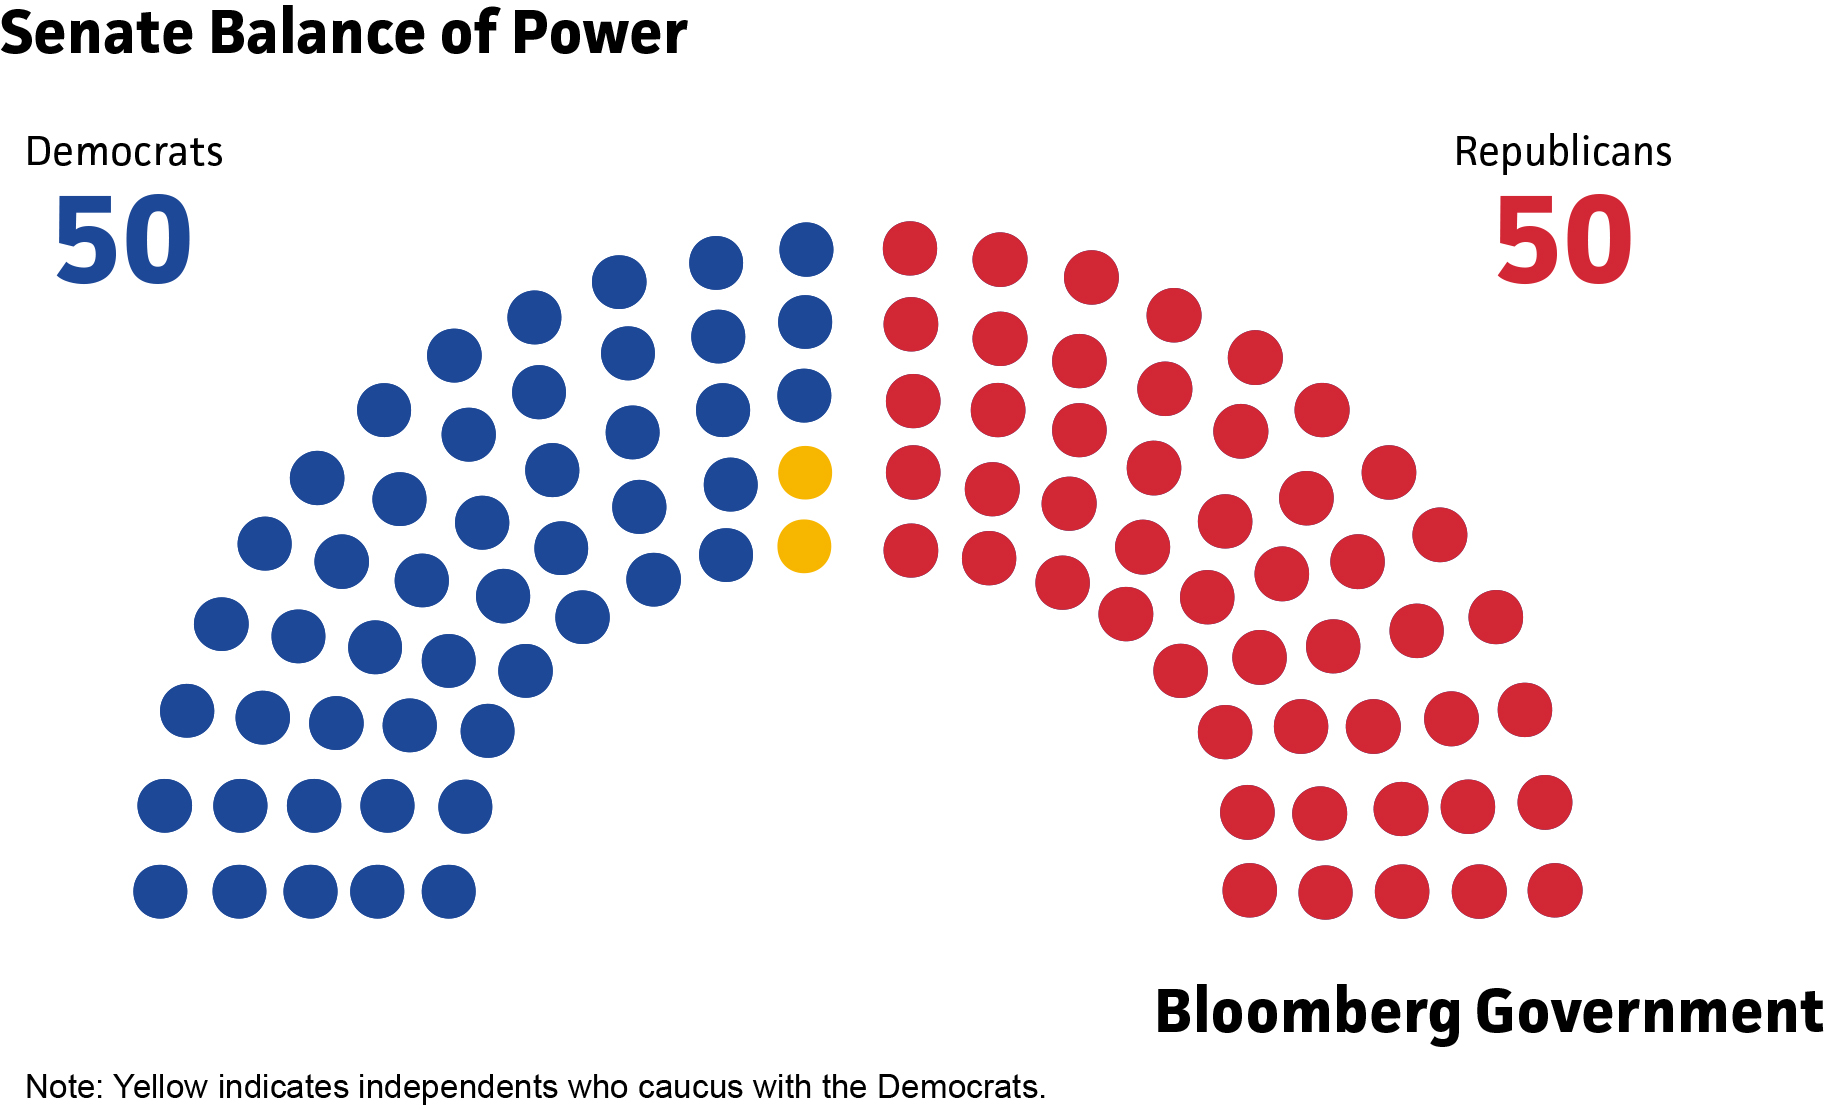 Senate Balance of Power
Democrats
50
Republicans
50
Bloomberg Government
Note: Yellow indicates independents who caucus with the Democrats.